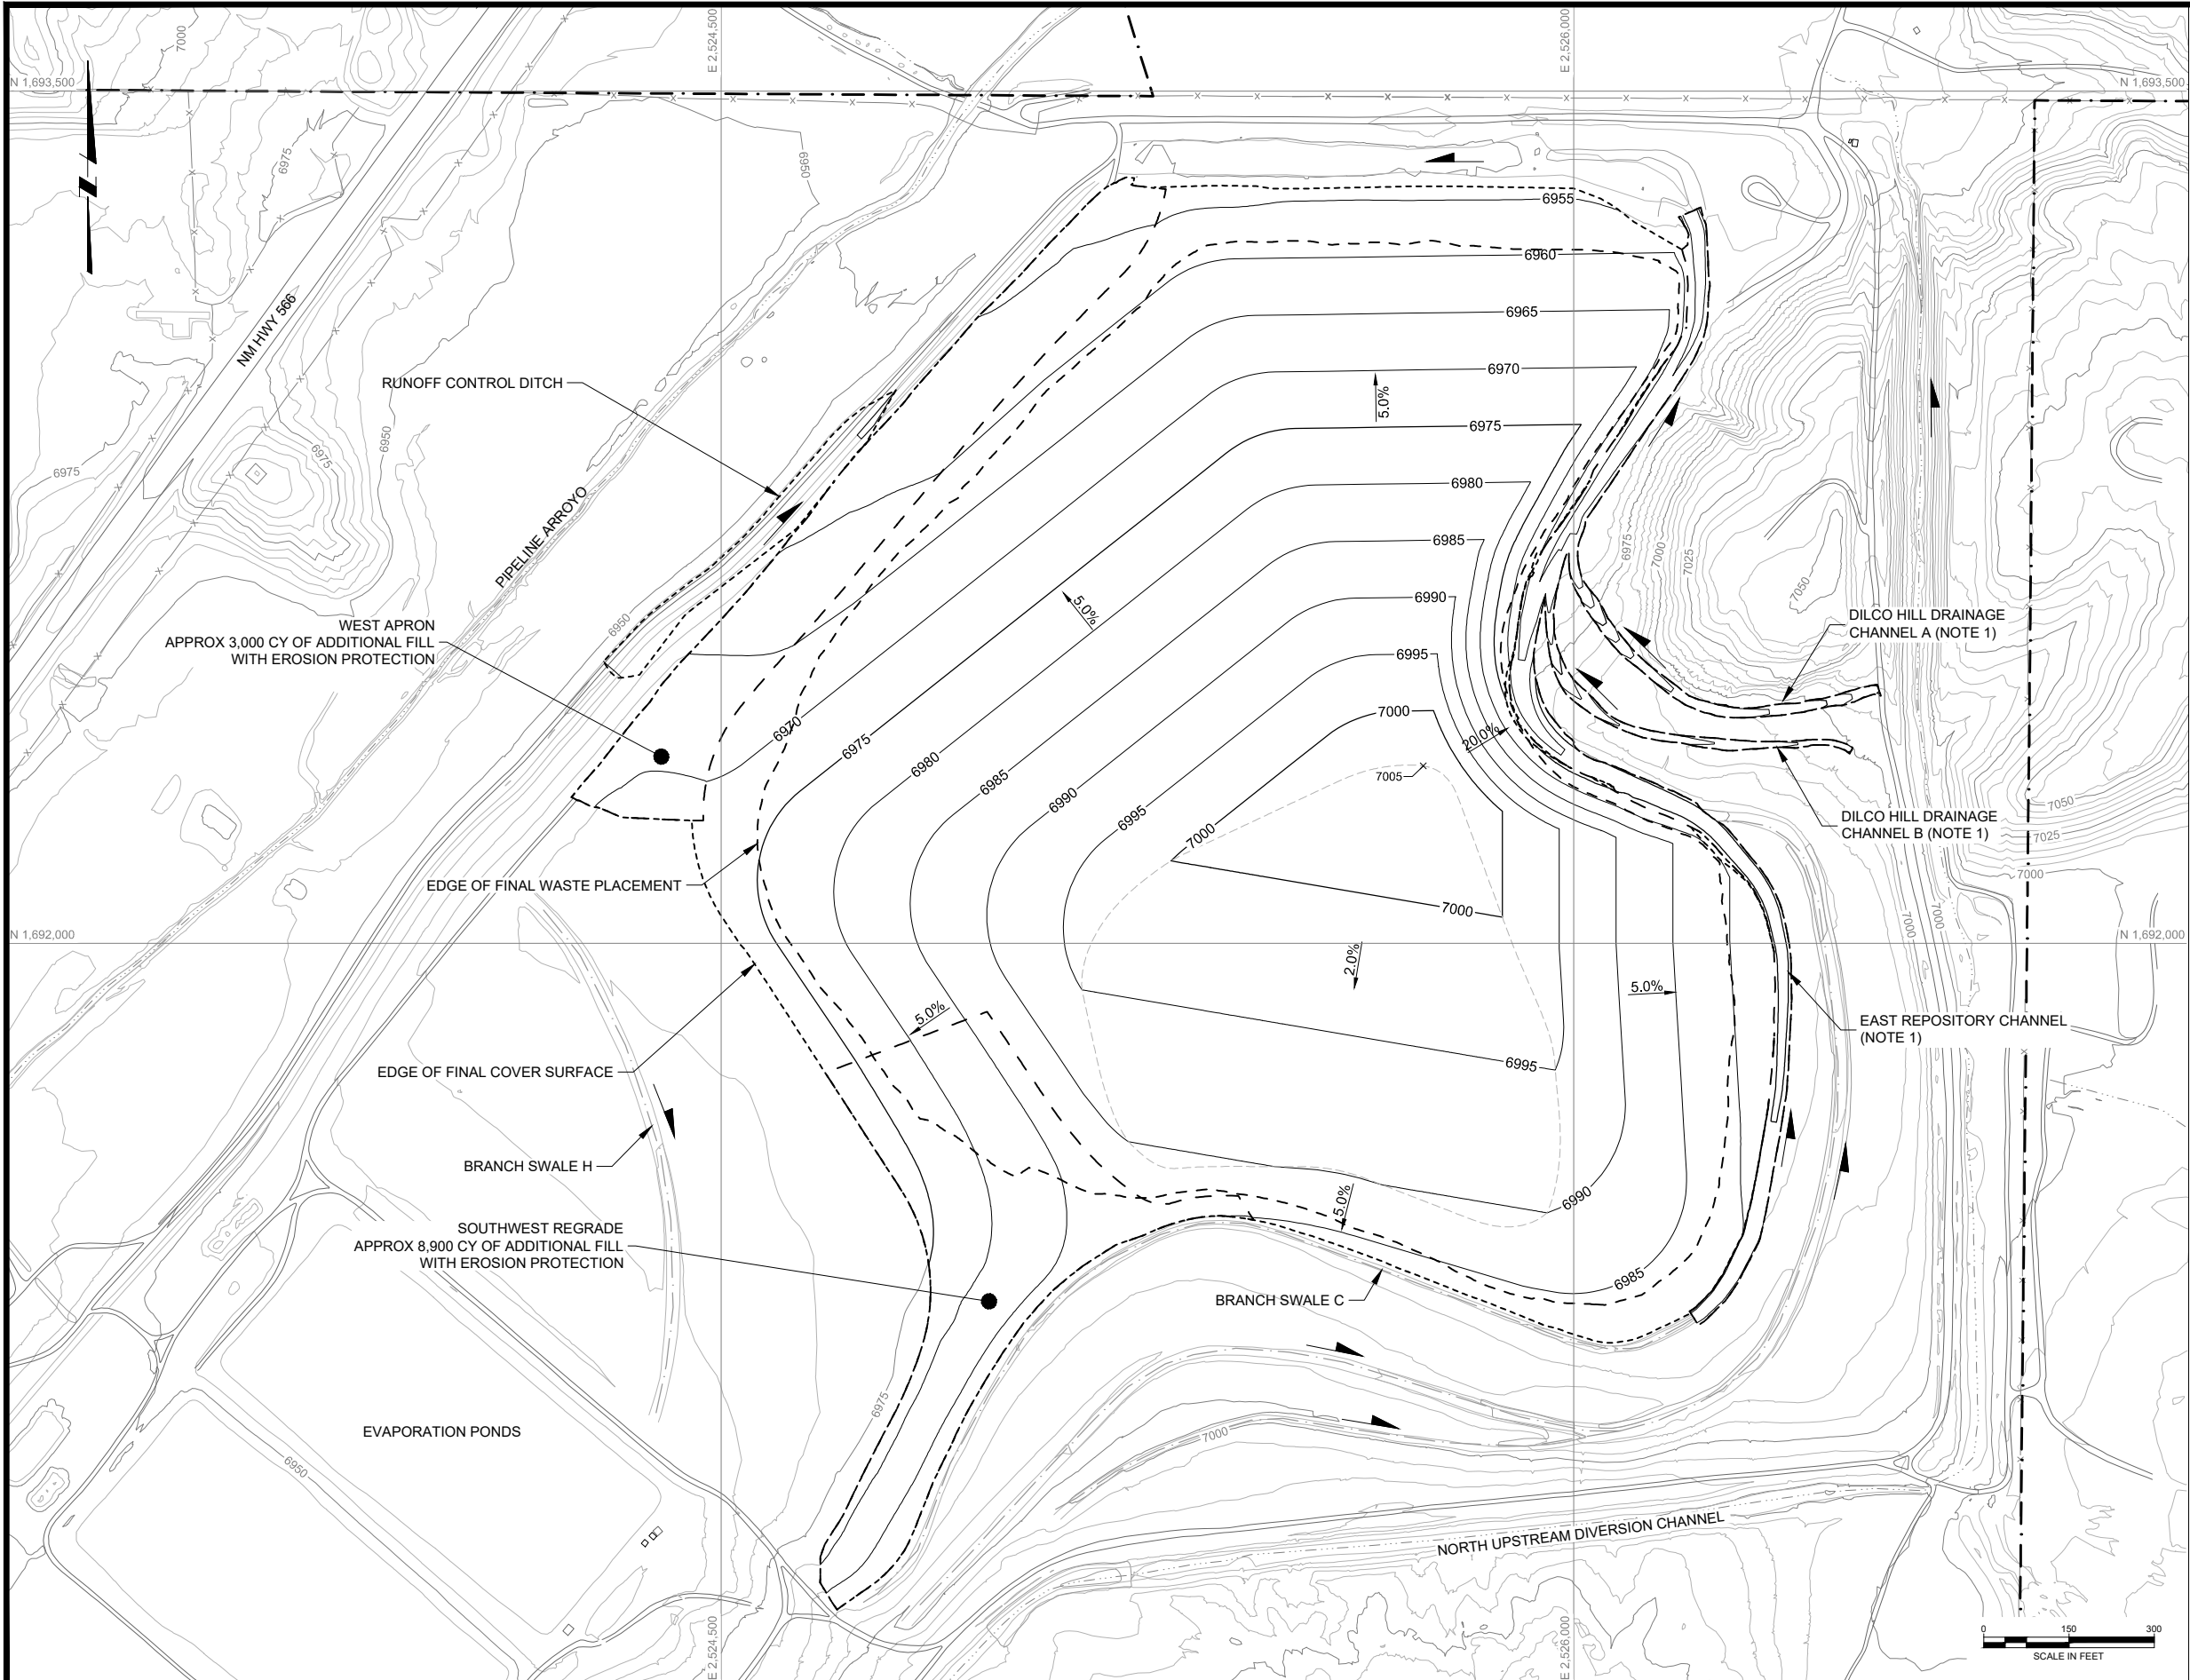 7000
E 2,524,500
E 2,526,000
N 1,693,500
N 1,693,500
N
6975
6950
6955
6960
NM HWY 566
6965
6970
RUNOFF CONTROL DITCH
5.0%
6975
6950
6975
6975
6980
PIPELINE ARROYO
6985
6975
7000
7025
7050
6990
5.0%
WEST APRON
APPROX 3,000 CY OF ADDITIONAL FILL
WITH EROSION PROTECTION
6950
DILCO HILL DRAINAGE
CHANNEL A (NOTE 1)
6995
7000
6970
6975
20.0%
6980
6985
7005
6990
6995
7000
7050
DILCO HILL DRAINAGE
CHANNEL B (NOTE 1)
7025
7000
EDGE OF FINAL WASTE PLACEMENT
7000
7000
7000
N 1,692,000
N 1,692,000
2.0%
5.0%
5.0%
EAST REPOSITORY CHANNEL
(NOTE 1)
EDGE OF FINAL COVER SURFACE
6995
BRANCH SWALE H
6990
5.0%
SOUTHWEST REGRADE
APPROX 8,900 CY OF ADDITIONAL FILL
WITH EROSION PROTECTION
6985
BRANCH SWALE C
6975
EVAPORATION PONDS
7000
6950
NORTH UPSTREAM DIVERSION CHANNEL
E 2,524,500
E 2,526,000
0 150 300
SCALE IN FEET